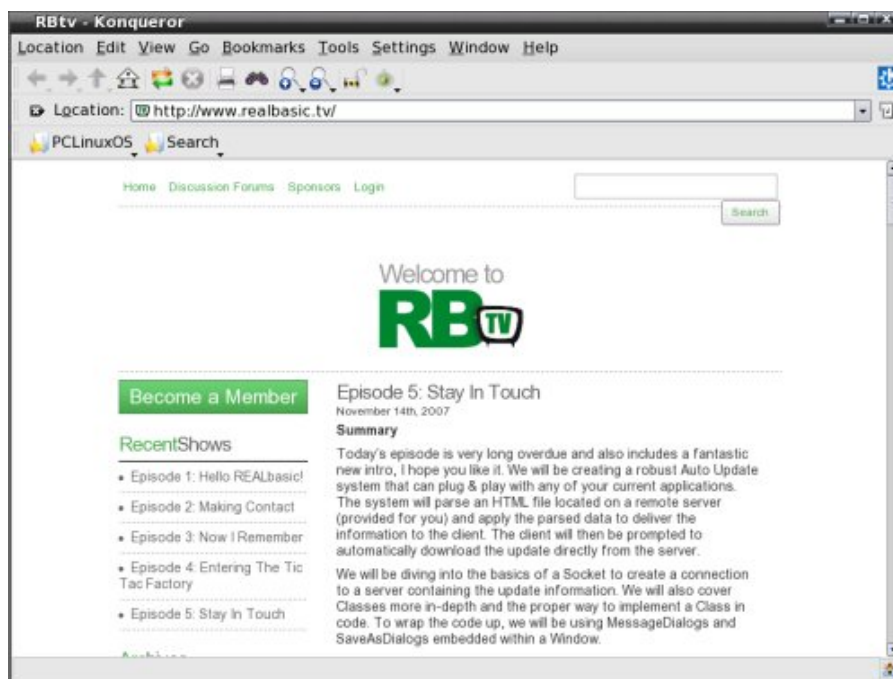 RBtv - Konqueror
Location Edit View Go Bookmarks Tools Settings Window Help
Location: http://www.realbasic.tv/
PCLinuxOS Search
Home Discussion Forums Sponsors Login
Search
Welcome to
RB TV
Become a Member
RecentShows
• Episode 1: Hello REALbasic!
• Episode 2: Making Contact
• Episode 3: Now I Remember
• Episode 4: Entering The Tic
Tac Factory
• Episode 5: Stay In Touch
Episode 5: Stay In Touch
November 14th, 2007
Summary
Today's episode is very long overdue and also includes a fantastic
new intro, I hope you like it. We will be creating a robust Auto Update
system that can plug & play with any of your current applications.
The system will parse an HTML file located on a remote server
(provided for you) and apply the parsed data to deliver the
information to the client. The client will then be prompted to
automatically download the update directly from the server.
We will be diving into the basics of a Socket to create a connection
to a server containing the update information. We will also cover
Classes more in-depth and the proper way to implement a Class in
code. To wrap the code up, we will be using MessageDialogs and
SaveAsDialogs embedded within a Window.